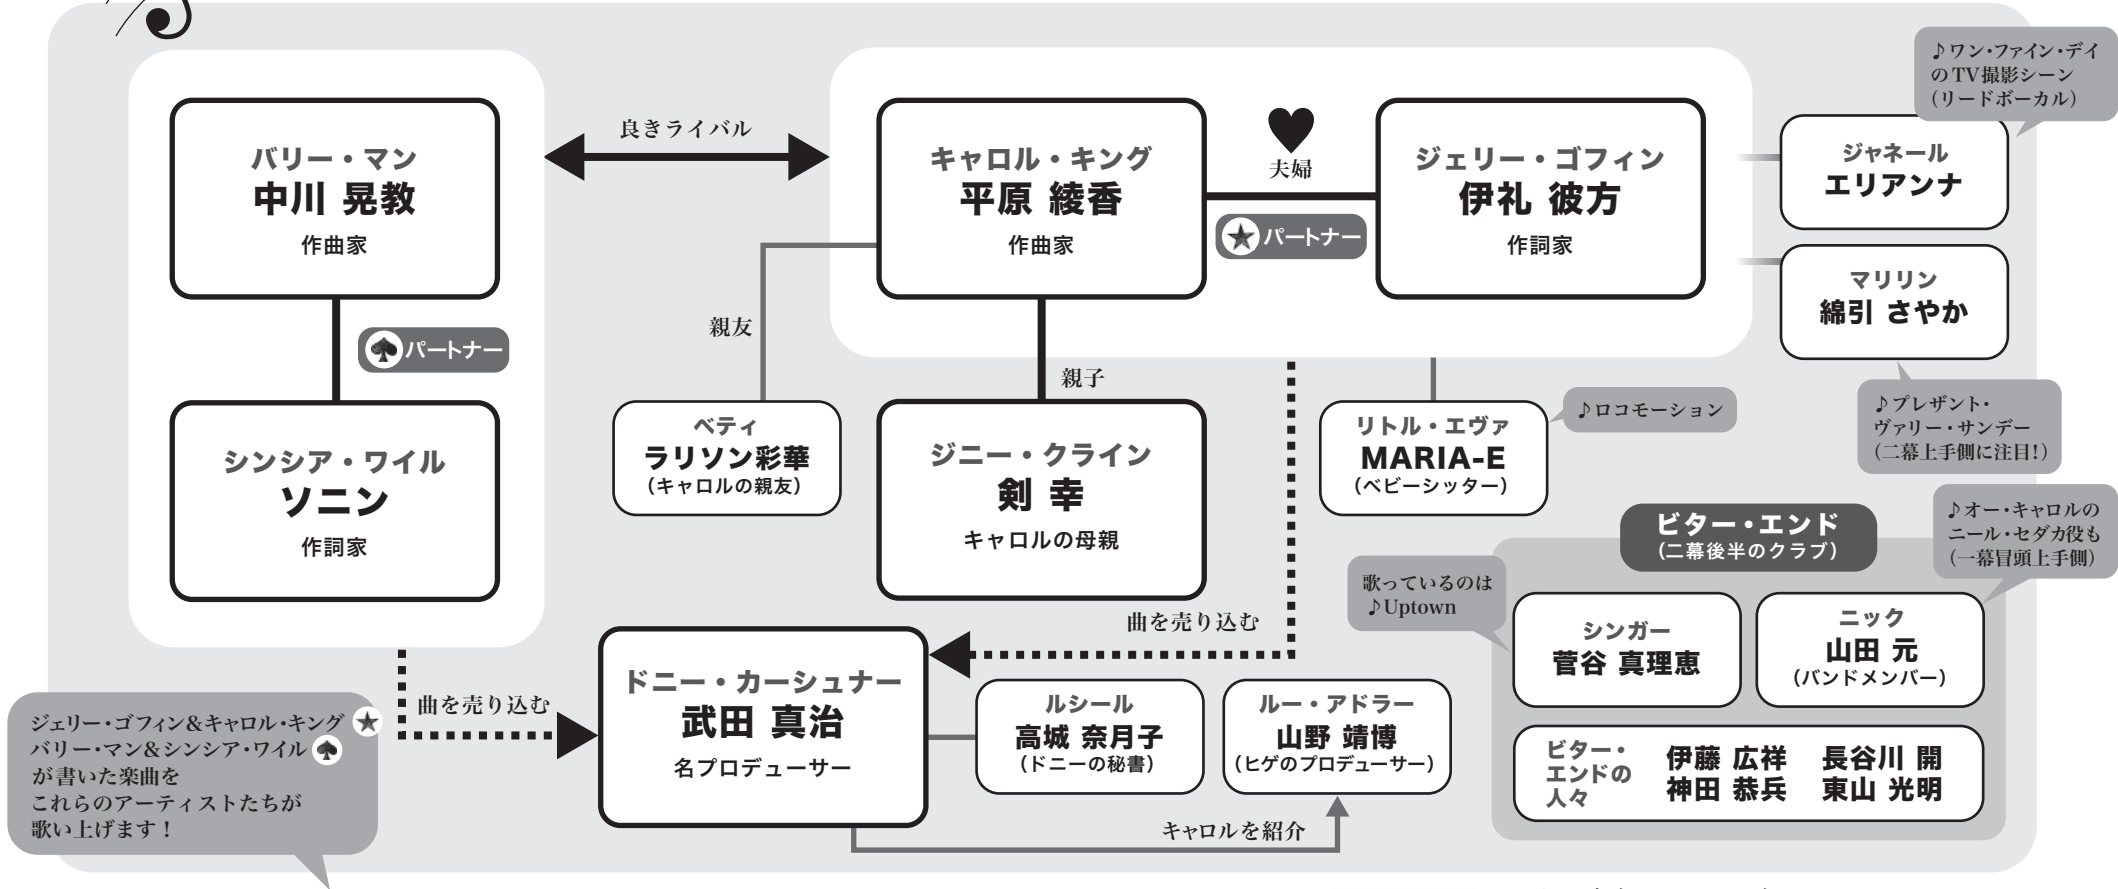 バリー・マン
中川 晃教
作曲家
パートナー
シンシア・ワイル
ソニン
作詞家
良きライバル
キャロル・キング
平原 綾香
作曲家
夫婦
パートナー
ジェリー・ゴフィン
伊礼 彼方
作詞家
♪ワン・ファイン・デイ
のTV撮影シーン
(リードボーカル)
ジャネール
エリアンナ
マリリン
綿引 さやか
♪プレザント・
ヴァリー・サンデー
(二幕上手側に注目!)
親友
ベティ
ラリソン彩華
(キャロルの親友)
親子
ジニー・クライン
剣 幸
キャロルの母親
リトル・エヴァ
MARIA-E
(ベビーシッター)
♪ロコモーション
曲を売り込む
曲を売り込む
ドニー・カーシュナー
武田 真治
名プロデューサー
ルシール
高城 奈月子
(ドニーの秘書)
ルー・アドラー
山野 靖博
(ヒゲのプロデューサー)
キャロルを紹介
ビター・エンド
(二幕後半のクラブ)
歌っているのは
♪Uptown
シンガー
菅谷 真理恵
♪オー・キャロルの
ニール・セダカ役も
(一幕冒頭上手側)
ニック
山田 元
(バンドメンバー)
ビター・
エンドの
人々
伊藤 広祥 長谷川 開
神田 恭兵 東山 光明
ジェリー・ゴフィン&キャロル・キング
バリー・マン&シンシア・ワイル
が書いた楽曲を
これらのアーティストたちが
歌い上げます!